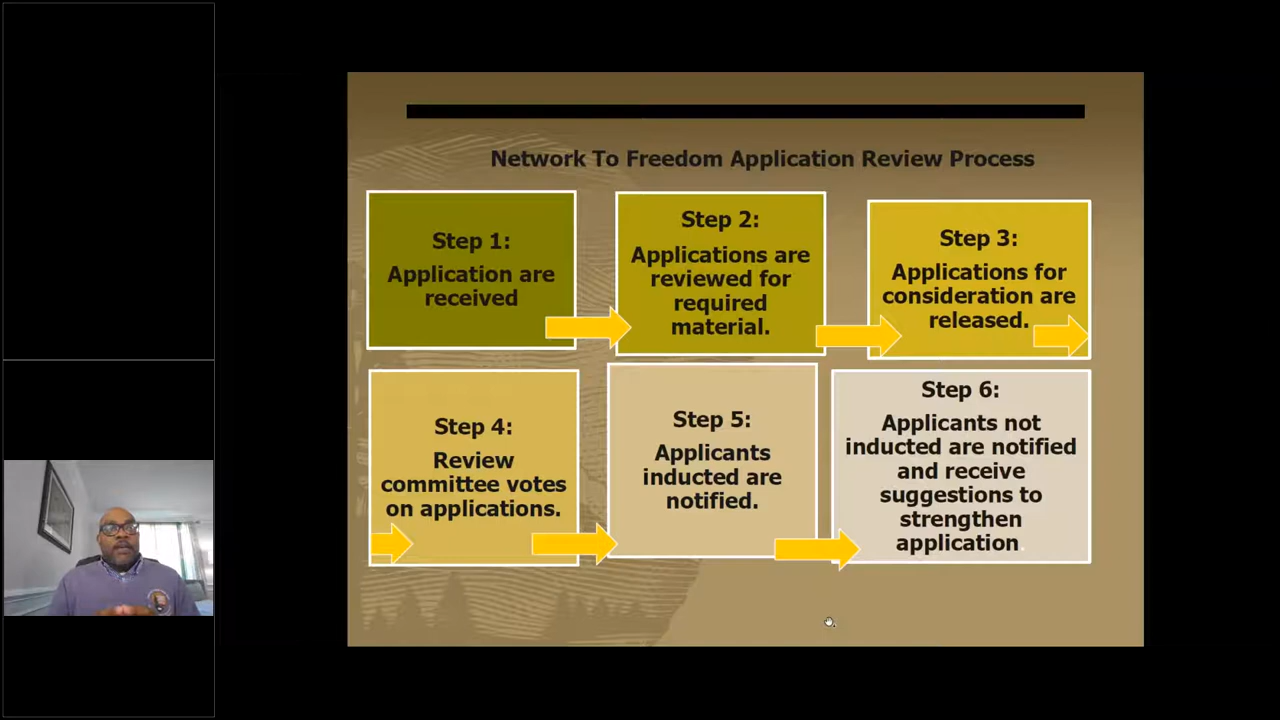 Network To Freedom Application Review Process
Step 1:
Application are
received
Step 2:
Applications are
reviewed for
required
material.
Step 3:
Applications for
consideration are
released.
Step 4:
Review
committee votes
on applications.
Step 5:
Applicants
inducted are
notified.
Step 6:
Applicants not
inducted are notified
and receive
suggestions to
strengthen
application.